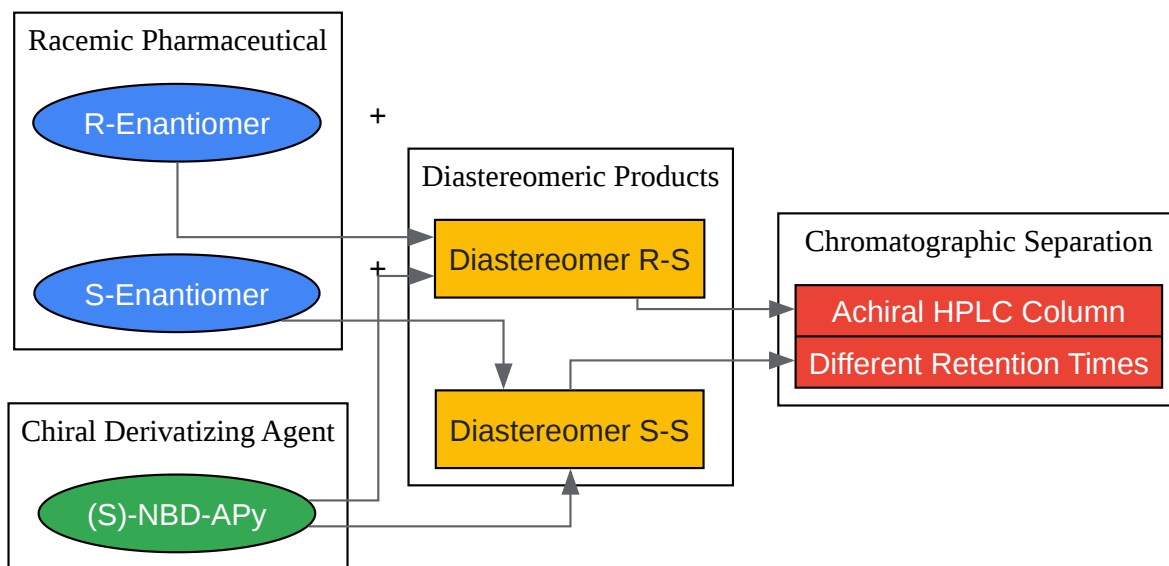 Racemic Pharmaceutical
R-Enantiomer
+
S-Enantiomer
+
Chiral Derivatizing Agent
(S)-NBD-APy
Diastereomeric Products
Diastereomer R-S
Diastereomer S-S
Chromatographic Separation
Achiral HPLC Column
Different Retention Times